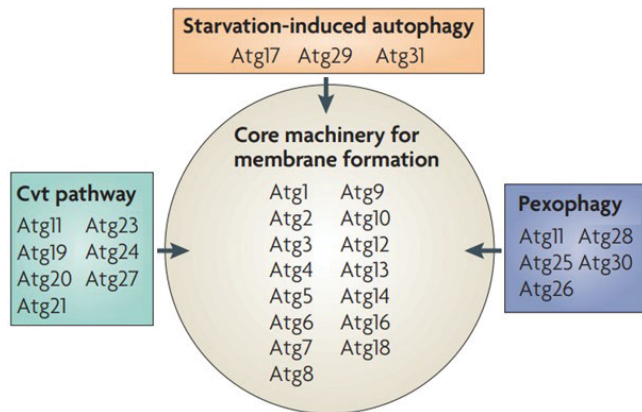 Starvation-induced autophagy
Atg17 Atg29 Atg31
Core machinery for
membrane formation
Atg1 Atg9
Atg2 Atg10
Atg3 Atg12
Atg4 Atg13
Atg5 Atg14
Atg6 Atg16
Atg7 Atg18
Atg8
Cvt pathway
Atg11 Atg23
Atg19 Atg24
Atg20 Atg27
Atg21
Pexophagy
Atg11 Atg28
Atg25 Atg30
Atg26